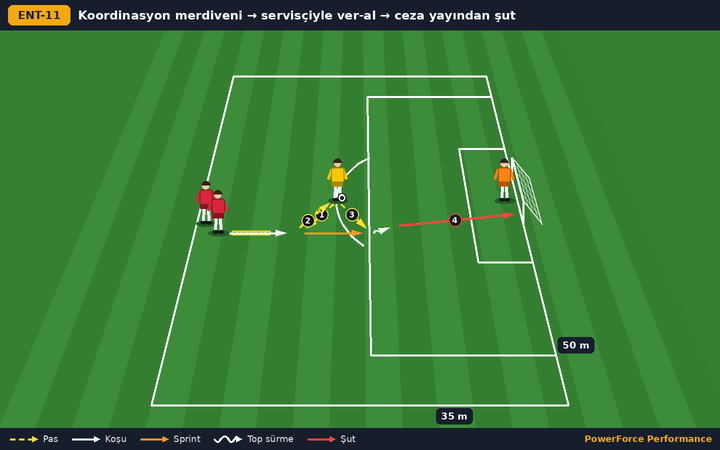 ENT-11 Koordinasyon merdiveni → servisçiyle ver-al → ceza yayından şut
2 1 3
4
50 m
35 m
Pas Koşu Sprint Top sürme Şut PowerForce Performance